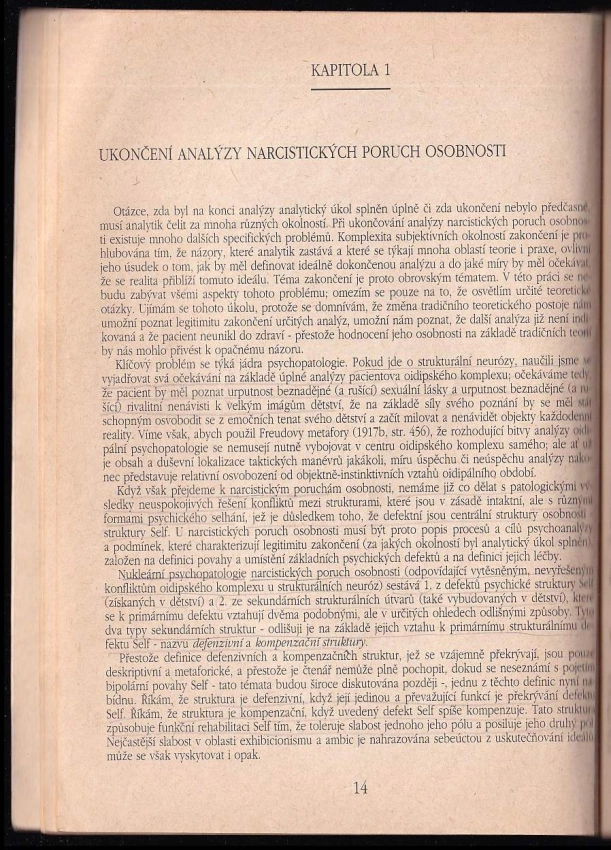 KAPITOLA 1
UKONČENÍ ANALÝZY NARCISTICKÝCH PORUCH OSOBNOSTI
Otázce, zda byl na konci analýzy analytický úkol splněn úplně či zda ukončení nebylo předčasné,
musí analytik čelit za mnoha různých okolností. Při ukončování analýzy narcistických poruch osobnos-
ti existuje mnoho dalších specifických problémů. Komplexita subjektivních okolností zakončení je pro-
hlubována tím, že názory, které analytik zastává a které se týkají mnoha oblastí teorie i praxe, ovlivní
jeho úsudek o tom, jak by měl definovat ideálně dokončenou analýzu a do jaké míry by měl očekávat,
že se realita přiblíží tomuto ideálu. Téma zakončení je proto obrovským tématem. V této práci se ne-
budu zabývat všemi aspekty tohoto problému; omezím se pouze na to, že osvětlím určité teoretické
otázky. Ujímám se tohoto úkolu, protože se domnívám, že změna tradičního teoretického postoje nám
umožní poznat legitimitu zakončení určitých analýz, umožní nám poznat, že další analýza již není indi-
kovaná a že pacient neunikl do zdraví - přestože hodnocení jeho osobnosti na základě tradičních teorií
by nás mohlo přivést k opačnému názoru.
Klíčový problém se týká jádra psychopatologie. Pokud jde o strukturální neurózy, naučili jsme se
vyjadřovat svá očekávání na základě úplné analýzy pacientova oidipského komplexu; očekáváme tedy,
že pacient by měl poznat urputnost beznadějné (a rušící) sexuální lásky a urputnost beznadějné (a ru-
šící) rivalitní nenávisti k velkým imágům dětství, že na základě síly svého poznání by se měl stát
schopným osvobodit se z emočních tenat svého dětství a začít milovat a nenávidět objekty každodenní
reality. Víme však, abych použil Freudovy metafory (1917b, str. 456), že rozhodující bitvy analýzy oidi-
pální psychopatologie se nemusejí nutně vybojovat v centru oidipského komplexu samého; ale ať už
je obsah a duševní lokalizace taktických manévrů jakákoli, míru úspěchu či neúspěchu analýzy nako-
nec představuje relativní osvobození od objektně-instinktivních vztahů oidipálního období.
Když však přejdeme k narcistickým poruchám osobnosti, nemáme již co dělat s patologickými vý-
sledky neuspokojivých řešení konfliktů mezi strukturami, které jsou v zásadě intaktní, ale s různými
formami psychického selhání, jež je důsledkem toho, že defektní jsou centrální struktury osobnosti -
struktury Self. U narcistických poruch osobnosti musí být proto popis procesů a cílů psychoanalýzy
a podmínek, které charakterizují legitimitu zakončení (za jakých okolností byl analytický úkol splněn),
založen na definici povahy a umístění základních psychických defektů a na definici jejich léčby.
Nukleární psychopatologie narcistických poruch osobnosti (odpovídající vytěsněným, nevyřešeným
konfliktům oidipského komplexu u strukturálních neuróz) sestává 1. z defektů psychické struktury Self
(získaných v dětství) a 2. ze sekundárních strukturálních útvarů (také vybudovaných v dětství), které
se k primárnímu defektu vztahují dvěma podobnými, ale v určitých ohledech odlišnými způsoby. Tyto
dva typy sekundárních struktur - odlišuji je na základě jejich vztahu k primárnímu strukturálnímu de-
fektu Self - nazvu defenzivní a kompenzační struktury.
Přestože definice defenzivních a kompenzačních struktur, jež se vzájemně překrývají, jsou pouze
deskriptivní a metaforické, a přestože je čtenář nemůže plně pochopit, dokud se neseznámí s pojetím
bipolární povahy Self - tato témata budou široce diskutována později -, jednu z těchto definic nyní na-
bídnu. Říkám, že struktura je defenzivní, když její jedinou a převažující funkcí je překrývání defektu
Self. Říkám, že struktura je kompenzační, když uvedený defekt Self spíše kompenzuje. Tato struktura
způsobuje funkční rehabilitaci Self tím, že toleruje slabost jednoho jeho pólu a posiluje jeho druhý pól.
Nejčastější slabost v oblasti exhibicionismu a ambic je nahrazována sebeúctou z uskutečňování ideálů,
může se však vyskytovat i opak.
14